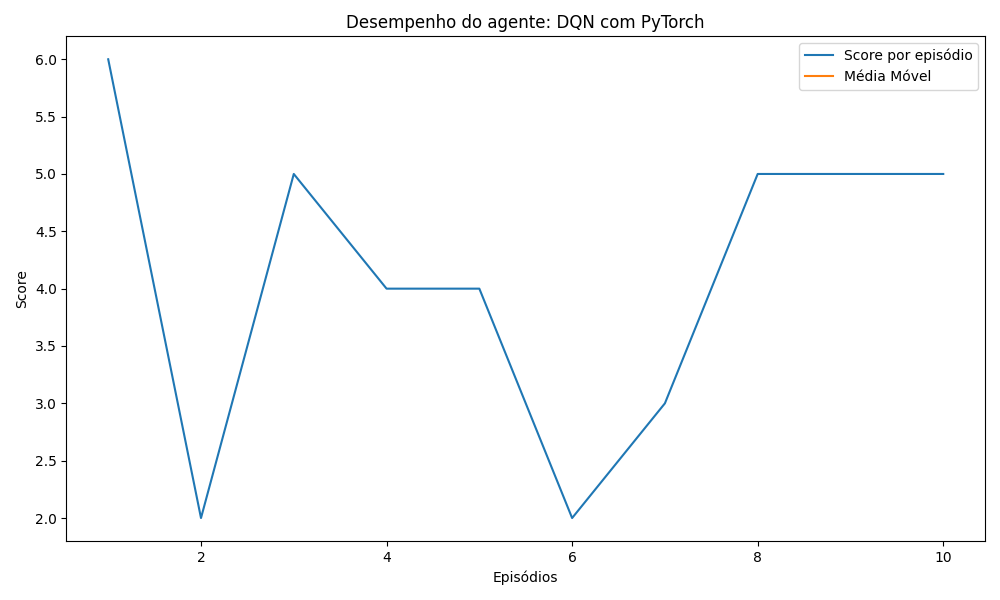 Desempenho do agente: DQN com PyTorch
Score por episódio
Média Móvel
Score
6.0
5.5
5.0
4.5
4.0
3.5
3.0
2.5
2.0
2 4 6 8 10
Episódios